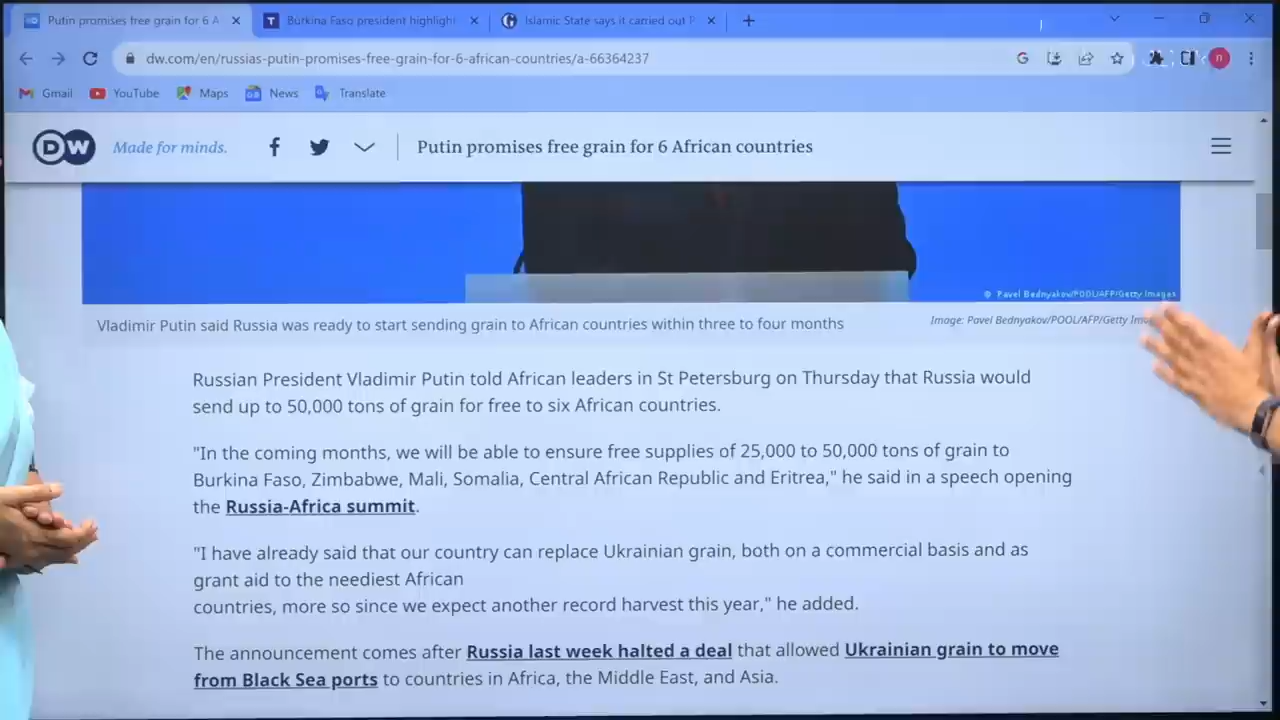 Putin promises free grain for 6 A
Burkina Faso president highlight
Islamic State says it carried out P
dw.com/en/russias-putin-promises-free-grain-for-6-african-countries/a-66364237
G
n
Gmail
YouTube
Maps
News
Translate
DW
Made for minds.
Putin promises free grain for 6 African countries
© Pavel Bednyakov/POOL/AFP/Getty Images
Vladimir Putin said Russia was ready to start sending grain to African countries within three to four months
Image: Pavel Bednyakov/POOL/AFP/Getty
Russian President Vladimir Putin told African leaders in St Petersburg on Thursday that Russia would
send up to 50,000 tons of grain for free to six African countries.
"In the coming months, we will be able to ensure free supplies of 25,000 to 50,000 tons of grain to
Burkina Faso, Zimbabwe, Mali, Somalia, Central African Republic and Eritrea," he said in a speech opening
the Russia-Africa summit.
"I have already said that our country can replace Ukrainian grain, both on a commercial basis and as
grant aid to the neediest African
countries, more so since we expect another record harvest this year," he added.
The announcement comes after Russia last week halted a deal that allowed Ukrainian grain to move
from Black Sea ports to countries in Africa, the Middle East, and Asia.